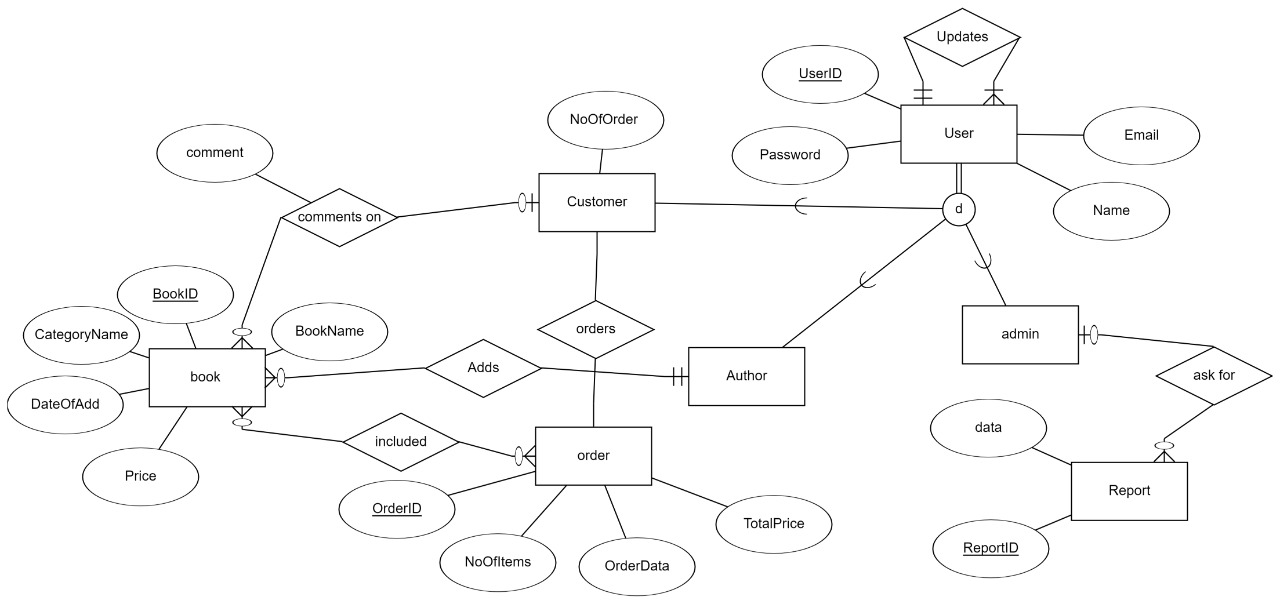 Updates
UserID
User
Email
Password
Name
d
NoOfOrder
Customer
comment
comments on
BookID
CategoryName
BookName
book
DateOfAdd
Price
orders
Adds
Author
admin
ask for
included
order
OrderID
NoOfItems
OrderData
TotalPrice
data
Report
ReportID